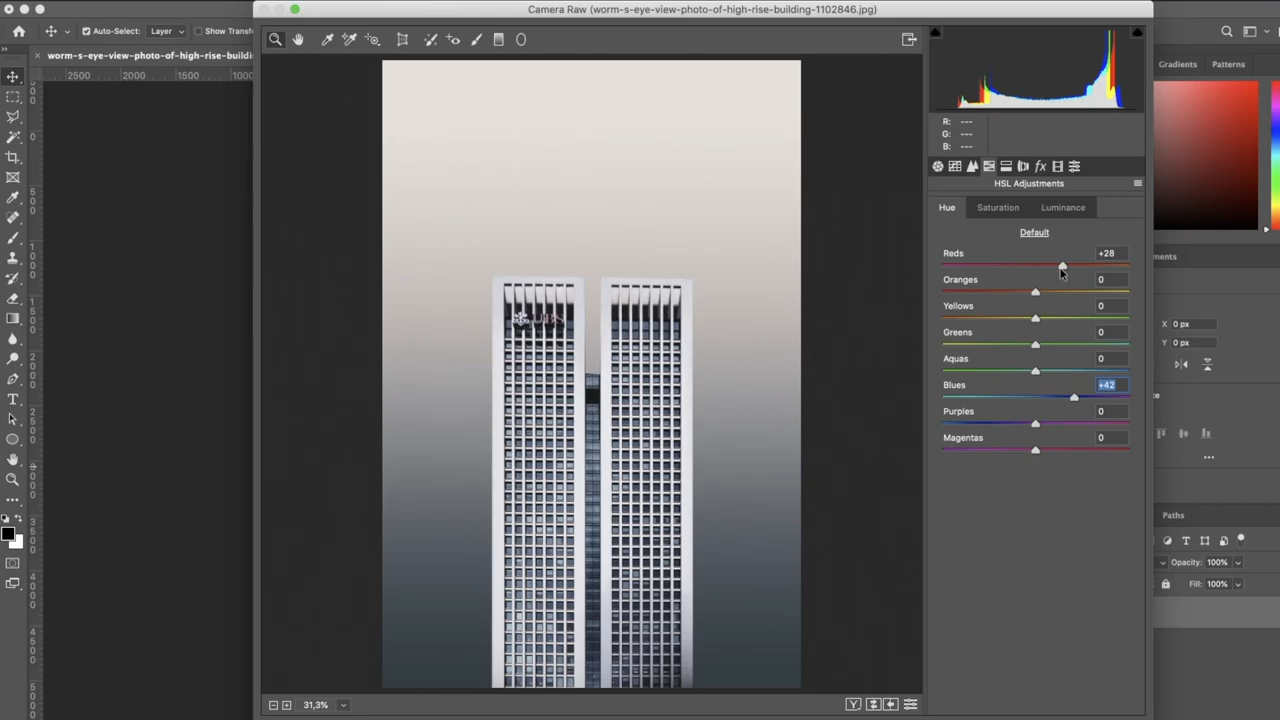 Camera Raw (worm-s-eye-view-photo-of-high-rise-building-1102846.jpg)
Auto-Select: Layer Show Transf
worm-s-eye-view-photo-of-high-rise-buildi
2500 2000 1500 1000
Gradients Patterns
R: ---
G: ---
B: ---
HSL Adjustments
Hue Saturation Luminance
Default
Reds +28
Oranges 0
Yellows 0
Greens 0
Aquas 0
Blues +42
Purples 0
Magentas 0
UBS
ments
X 0 px
Y 0 px
Paths
Opacity: 100%
Fill: 100%
31,3%